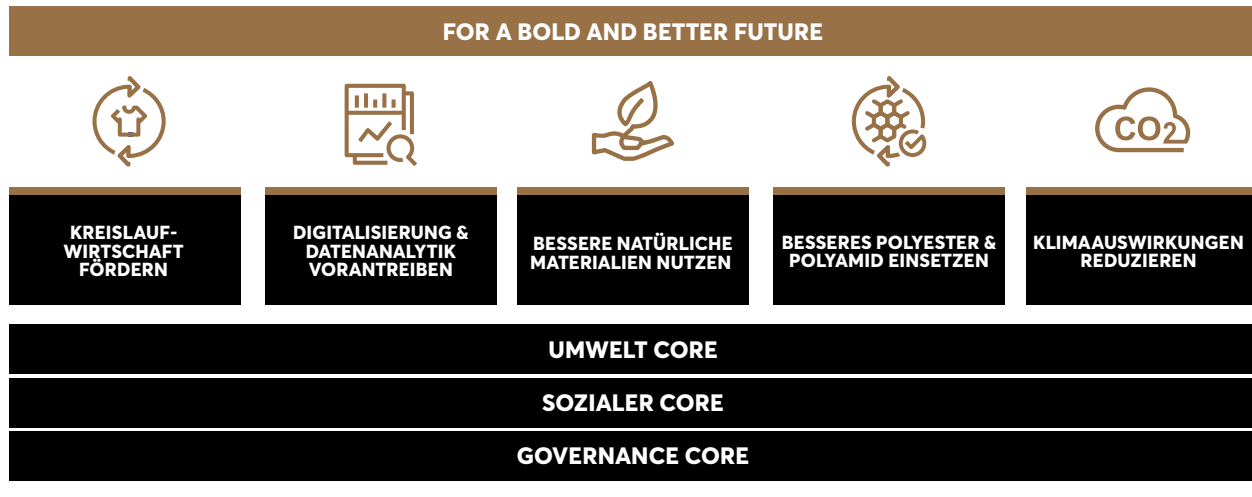 FOR A BOLD AND BETTER FUTURE
CO2
KREISLAUF-
WIRTSCHAFT
FÖRDERN
DIGITALISIERUNG &
DATENANALYTIK
VORANTREIBEN
BESSERE NATÜRLICHE
MATERIALIEN NUTZEN
BESSERES POLYESTER &
POLYAMID EINSETZEN
KLIMAAUSWIRKUNGEN
REDUZIEREN
UMWELT CORE
SOZIALER CORE
GOVERNANCE CORE